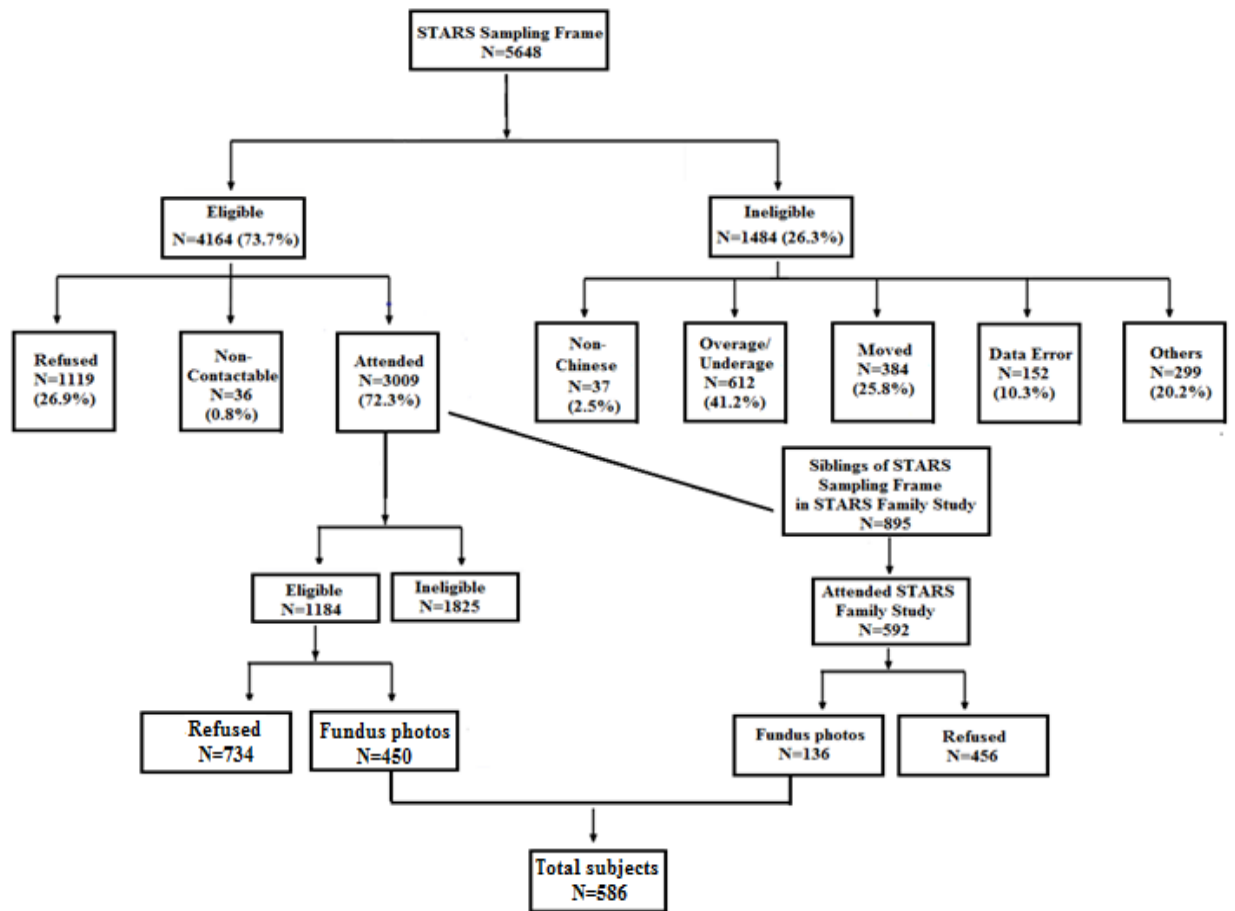 STARS Sampling Frame
N=5648
Eligible
N=4164 (73.7%)
Ineligible
N=1484 (26.3%)
Refused
N=1119
(26.9%)
Non-
Contactable
N=36
(0.8%)
Attended
N=3009
(72.3%)
Non-
Chinese
N=37
(2.5%)
Overage/
Underage
N=612
(41.2%)
Moved
N=384
(25.8%)
Data Error
N=152
(10.3%)
Others
N=299
(20.2%)
Siblings of STARS
Sampling Frame
in STARS Family Study
N=895
Eligible
N=1184
Ineligible
N=1825
Attended STARS
Family Study
N=592
Refused
N=734
Fundus photos
N=450
Fundus photos
N=136
Refused
N=456
Total subjects
N=586